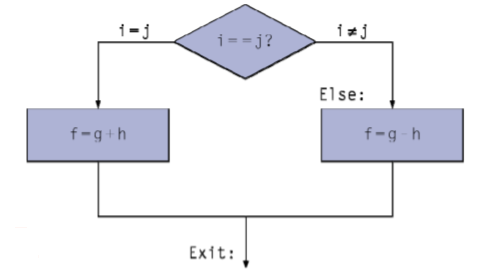 i=j
i==j?
i≠j
Else:
f=g+h
f=g-h
Exit: